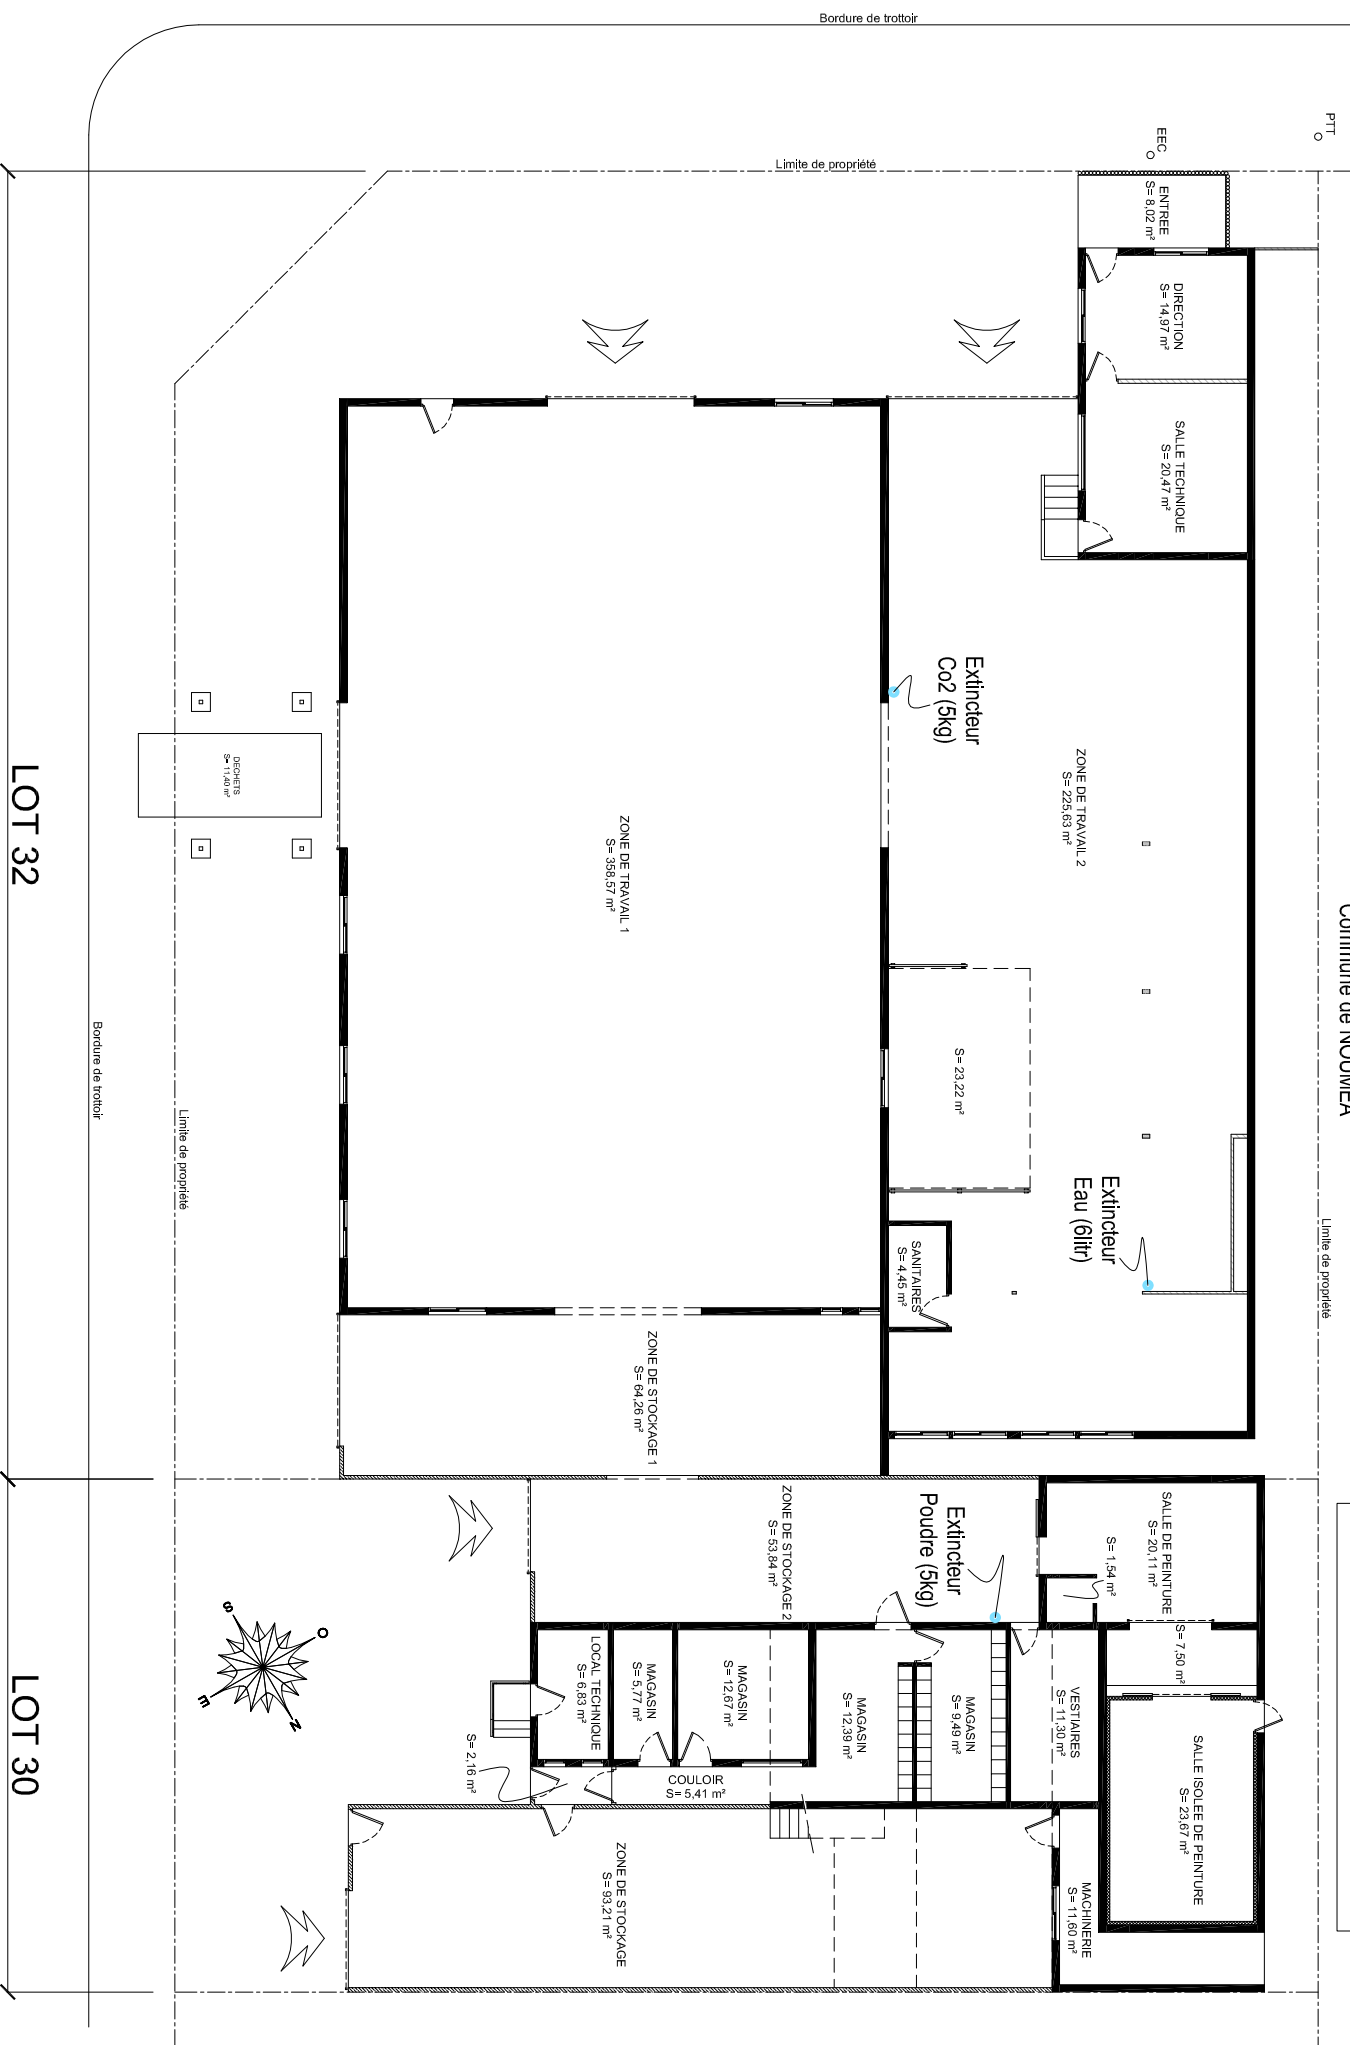 Bordure de trottoir
PTT
EEC
Limite de propriété
ENTREE
S= 8,02 m²
DIRECTION
S= 14,97 m²
SALLE TECHNIQUE
S= 20,47 m²
Extincteur
Co2 (5kg)
ZONE DE TRAVAIL 2
S= 225,63 m²
DECHETS
S= 11,40 m²
LOT 32
ZONE DE TRAVAIL 1
S= 358,57 m²
Commune de NOUMEA
S= 23,22 m²
Bordure de trottoir
Limite de propriété
Extincteur
Eau (6litr)
Limite de propriété
SANITAIRES
S= 4,45 m²
ZONE DE STOCKAGE 1
S= 64,26 m²
ZONE DE STOCKAGE 2
S= 53,84 m²
Extincteur
Poudre (5kg)
SALLE DE PEINTURE
S= 20,11 m²
S= 1,54 m²
S= 7,50 m²
S
O
E
N
LOT 30
LOCAL TECHNIQUE
S= 6,83 m²
MAGASIN
S= 5,77 m²
MAGASIN
S= 12,67 m²
MAGASIN
S= 12,39 m²
MAGASIN
S= 9,49 m²
VESTIAIRES
S= 11,30 m²
SALLE ISOLEE DE PEINTURE
S= 23,67 m²
S= 2,16 m²
COULOIR
S= 5,41 m²
ZONE DE STOCKAGE
S= 93,21 m²
MACHINERIE
S= 11,60 m²